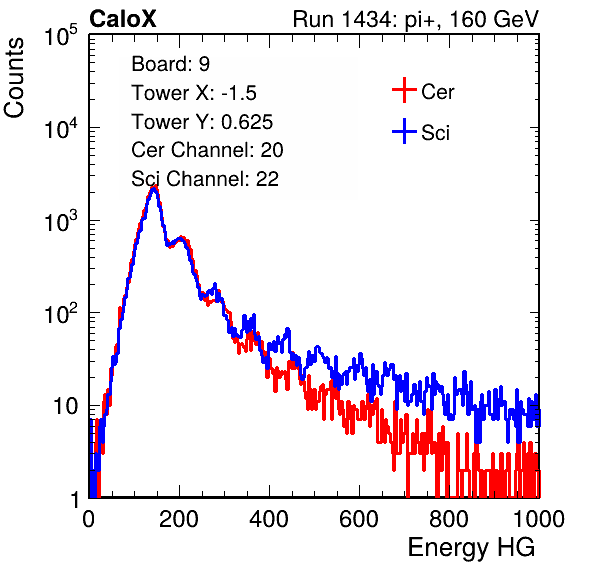 CaloX Run 1434: pi+, 160 GeV
Counts
Board: 9
Tower X: -1.5
Tower Y: 0.625
Cer Channel: 20
Sci Channel: 22
Cer
Sci
10^5
10^4
10^3
10^2
10
1
0 200 400 600 800 1000
Energy HG